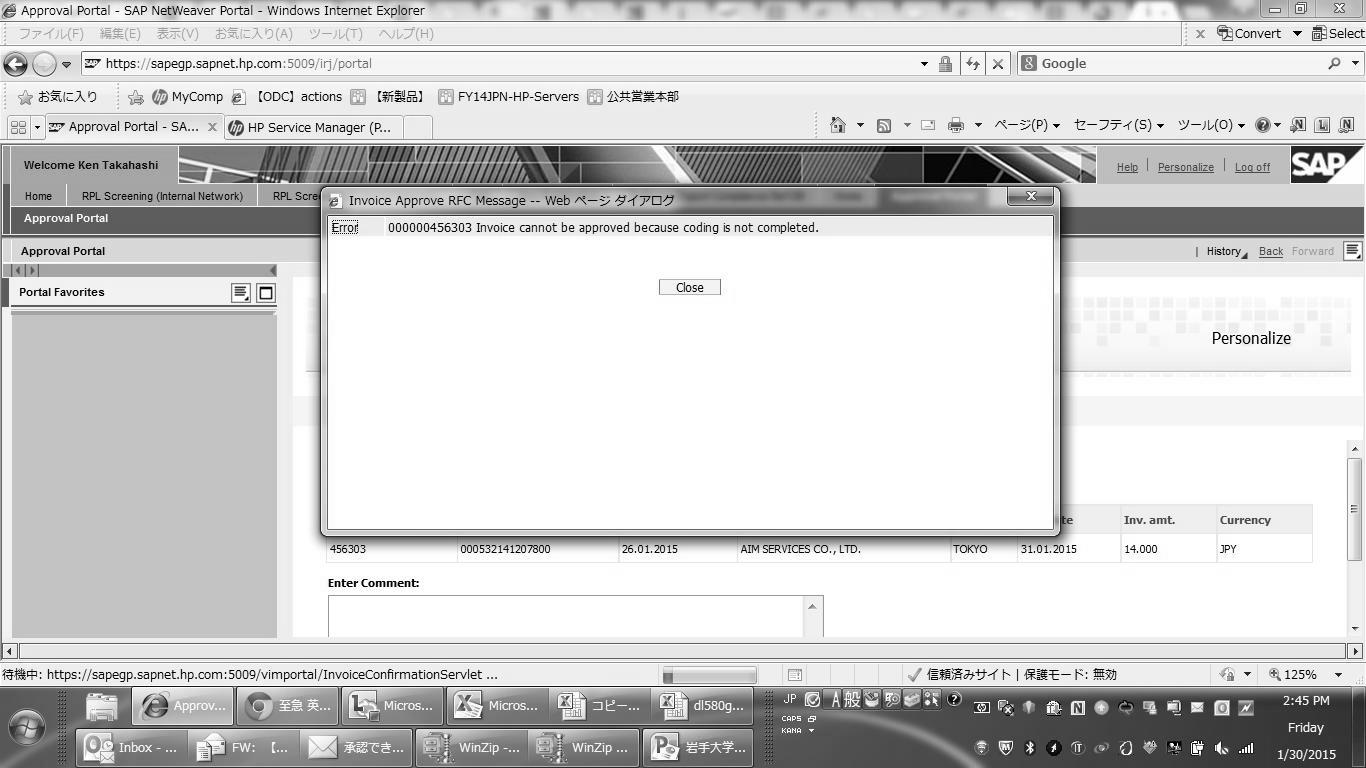 Approval Portal - SAP NetWeaver Portal - Windows Internet Explorer
ファイル(F) 編集(E) 表示(V) お気に入り(A) ツール(T) ヘルプ(H)
Convert Select
https://sapegp.sapnet.hp.com:5009/irj/portal
Google
お気に入り MyComp 【ODC】actions 【新製品】 FY14JPN-HP-Servers 公共営業本部
Approval Portal - SA... HP Service Manager (P...
ページ(P) セーフティ(S) ツール(O)
Welcome Ken Takahashi
Help | Personalize | Log off
SAP
Home RPL Screening (Internal Network) RPL Scre
Approval Portal
Invoice Approve RFC Message -- Web ページ ダイアログ
Error 000000456303 Invoice cannot be approved because coding is not completed.
Close
Approval Portal
| History Back Forward
Portal Favorites
Personalize
te Inv. amt. Currency
456303 000532141207800 26.01.2015 AIM SERVICES CO., LTD. TOKYO 31.01.2015 14.000 JPY
Enter Comment:
待機中: https://sapegp.sapnet.hp.com:5009/vimportal/InvoiceConfirmationServlet ...
信頼済みサイト | 保護モード: 無効
125%
Approv... 至急 英... Micros... Micros... コピー... dl580g...
JP A 般
CAPS
KANA
2:45 PM
Friday
1/30/2015
Inbox - ... FW: 【... 承認でき... WinZip -... WinZip ... 岩手大学...